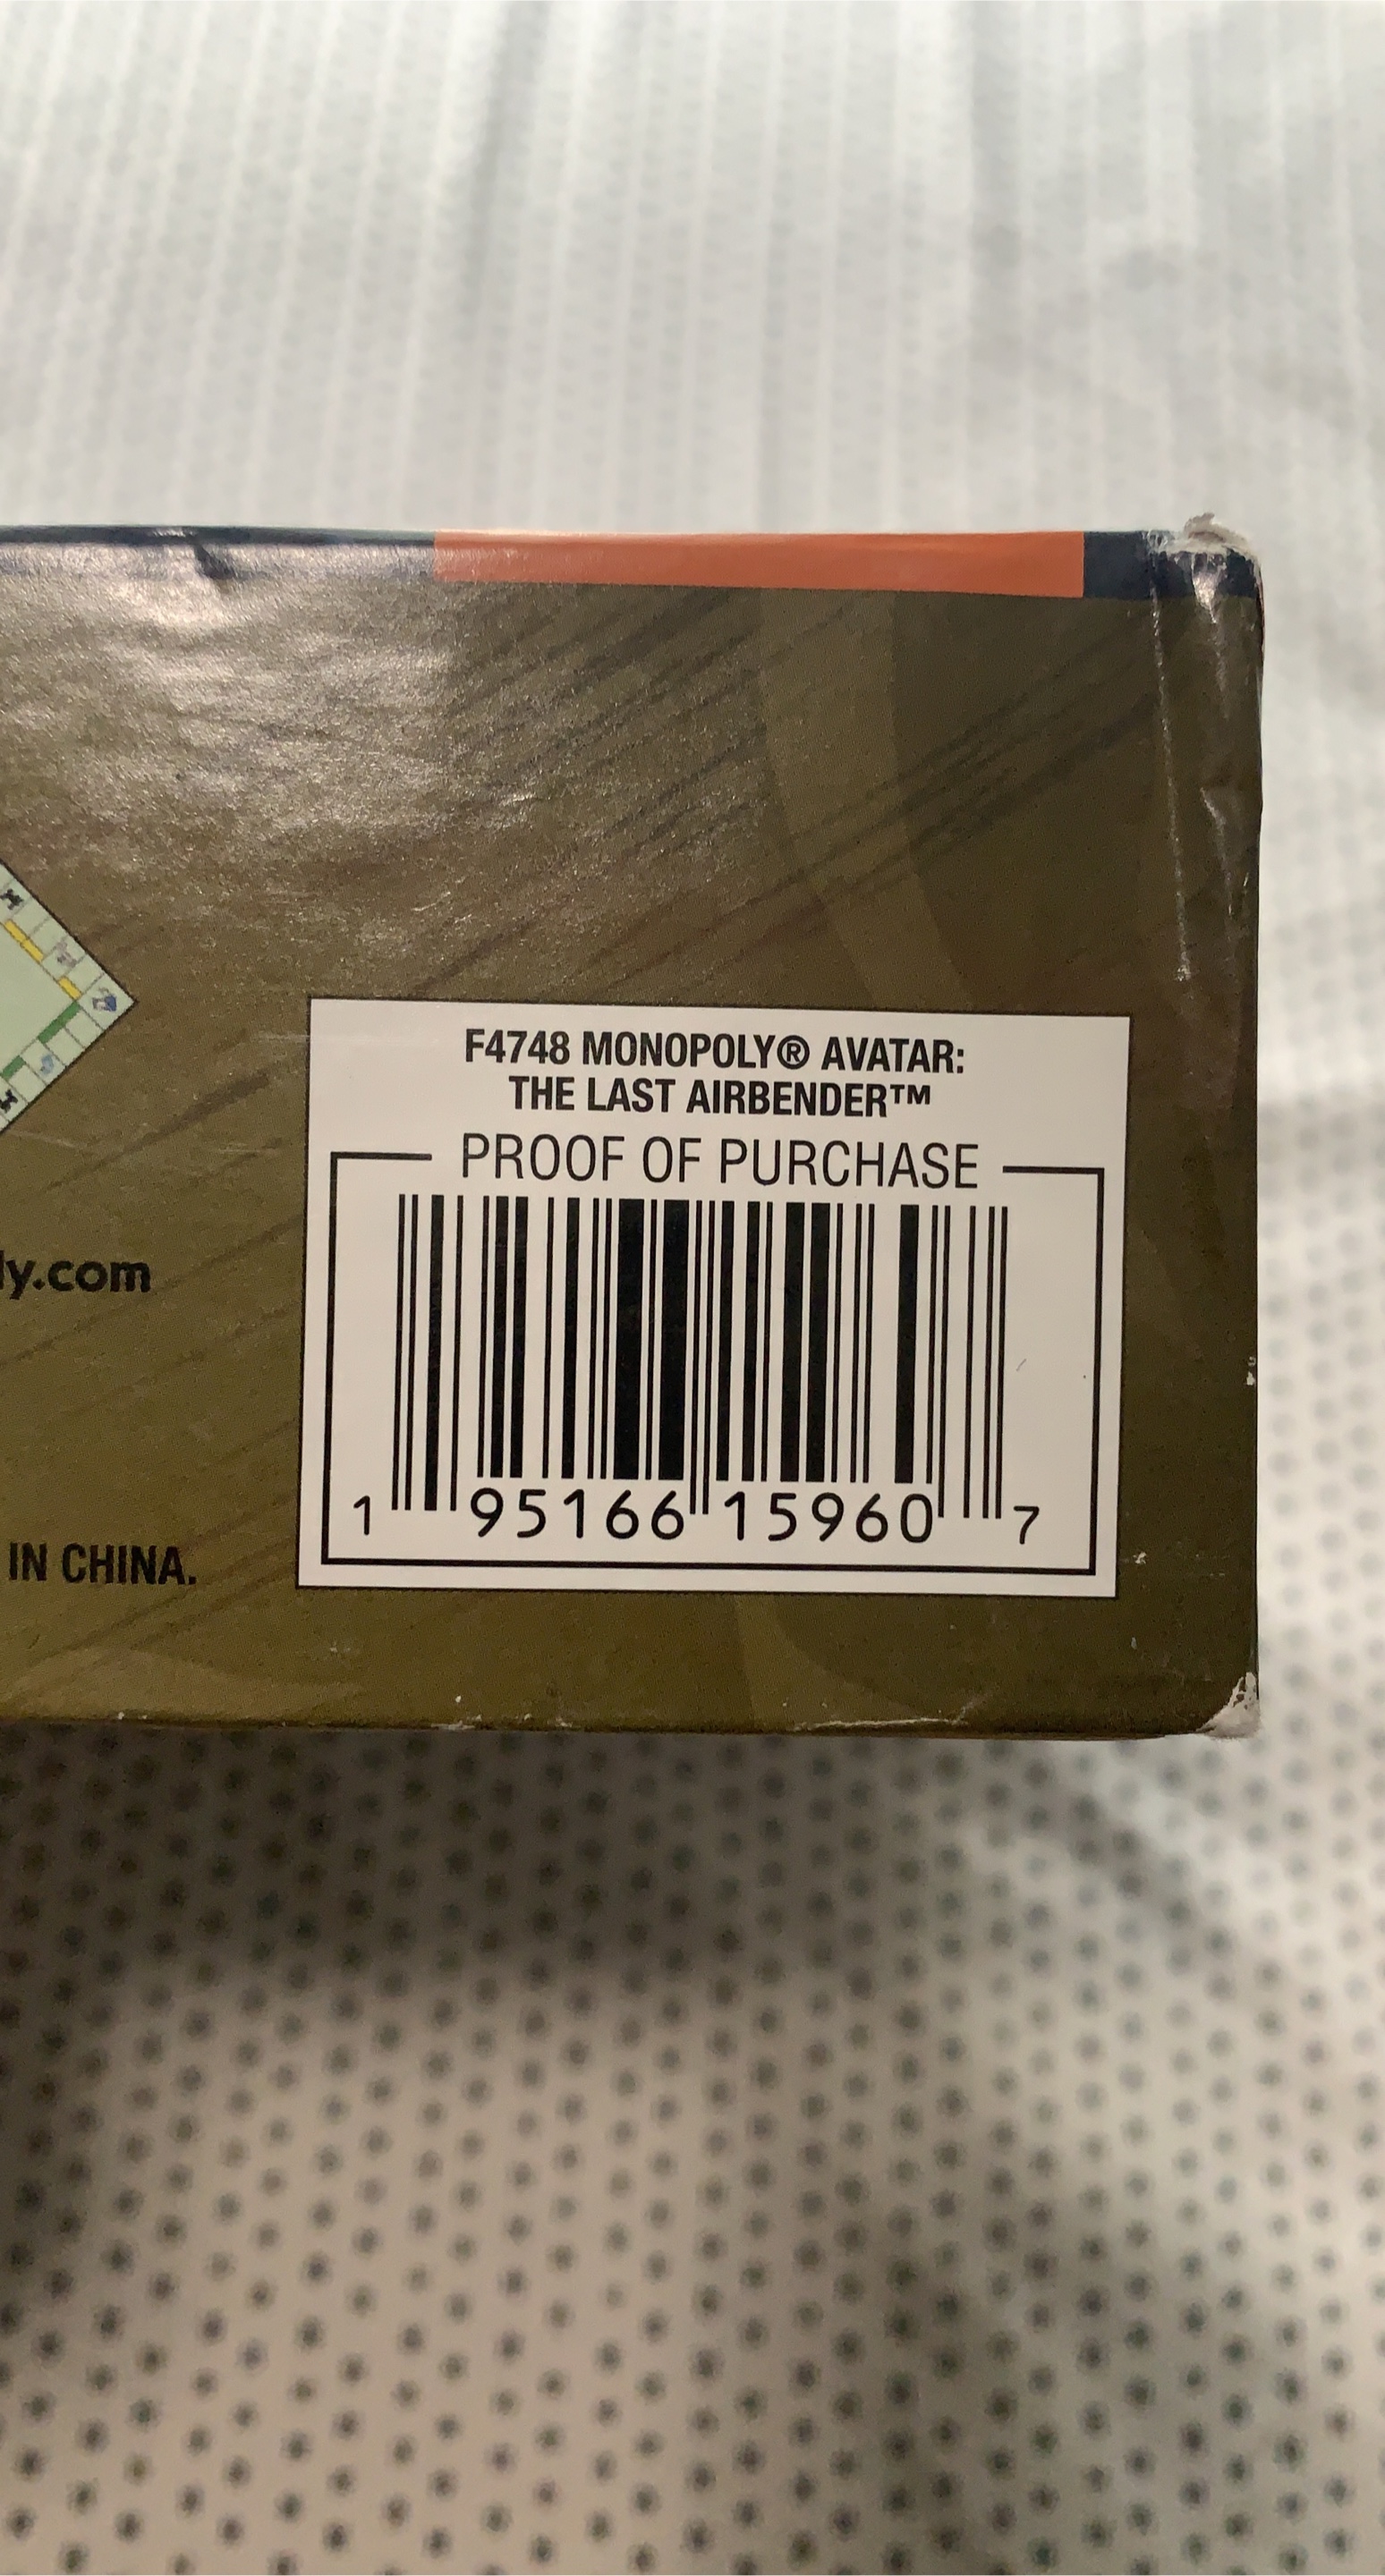 F4748 MONOPOLY® AVATAR:
THE LAST AIRBENDER™
PROOF OF PURCHASE
ly.com
1 95166 15960 7
IN CHINA.